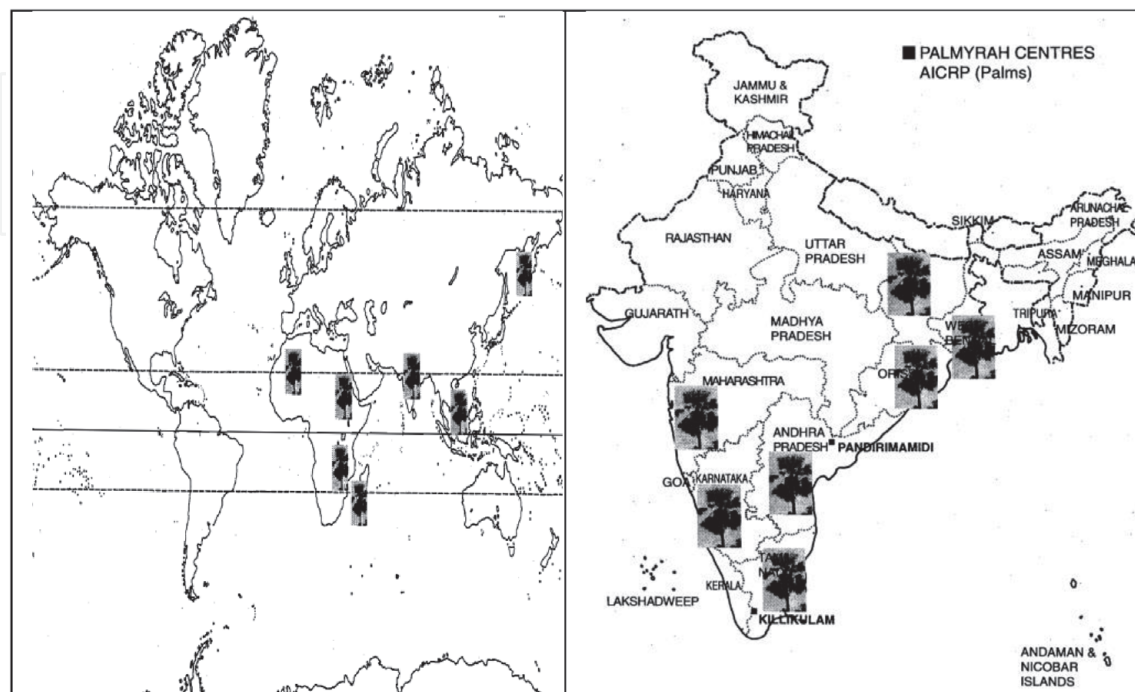 ■ PALMYRAH CENTRES
AICRP (Palms)
JAMMU &
KASHMIR
HIMACHAL
PRADESH
PUNJAB
HARYANA
RAJASTHAN
UTTAR
PRADESH
SIKKIM
ARUNACHAL
PRADESH
ASSAM
MEGHALA
MANIPUR
TRIPURA
MIZORAM
GUJARATH
MADHYA
PRADESH
MAHARASHTRA
ANDHRA
PRADESH
PANDIRIMAMIDI
GOA
KARNATAKA
KERALA
LAKSHADWEEP
KILLIKULAM
ANDAMAN &
NICOBAR
ISLANDS